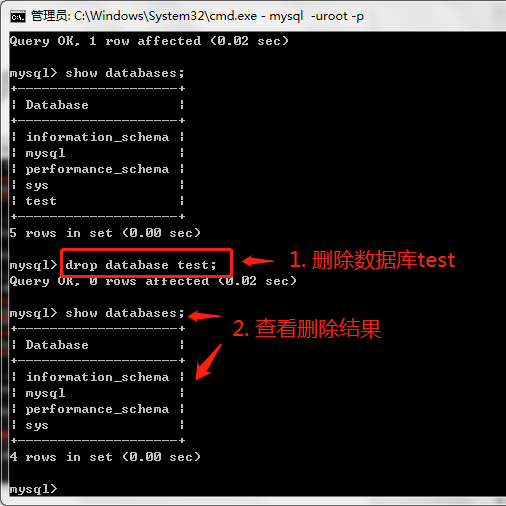 管理员: C:\Windows\System32\cmd.exe - mysql  -uroot -p
Query OK, 1 row affected (0.02 sec)
mysql> show databases;
+--------------------+
| Database           |
+--------------------+
| information_schema |
| mysql              |
| performance_schema |
| sys                |
| test               |
+--------------------+
5 rows in set (0.00 sec)
mysql> drop database test;
1. 删除数据库test
Query OK, 0 rows affected (0.02 sec)
mysql> show databases;
2. 查看删除结果
+--------------------+
| Database           |
+--------------------+
| information_schema |
| mysql              |
| performance_schema |
| sys                |
+--------------------+
4 rows in set (0.00 sec)
mysql>